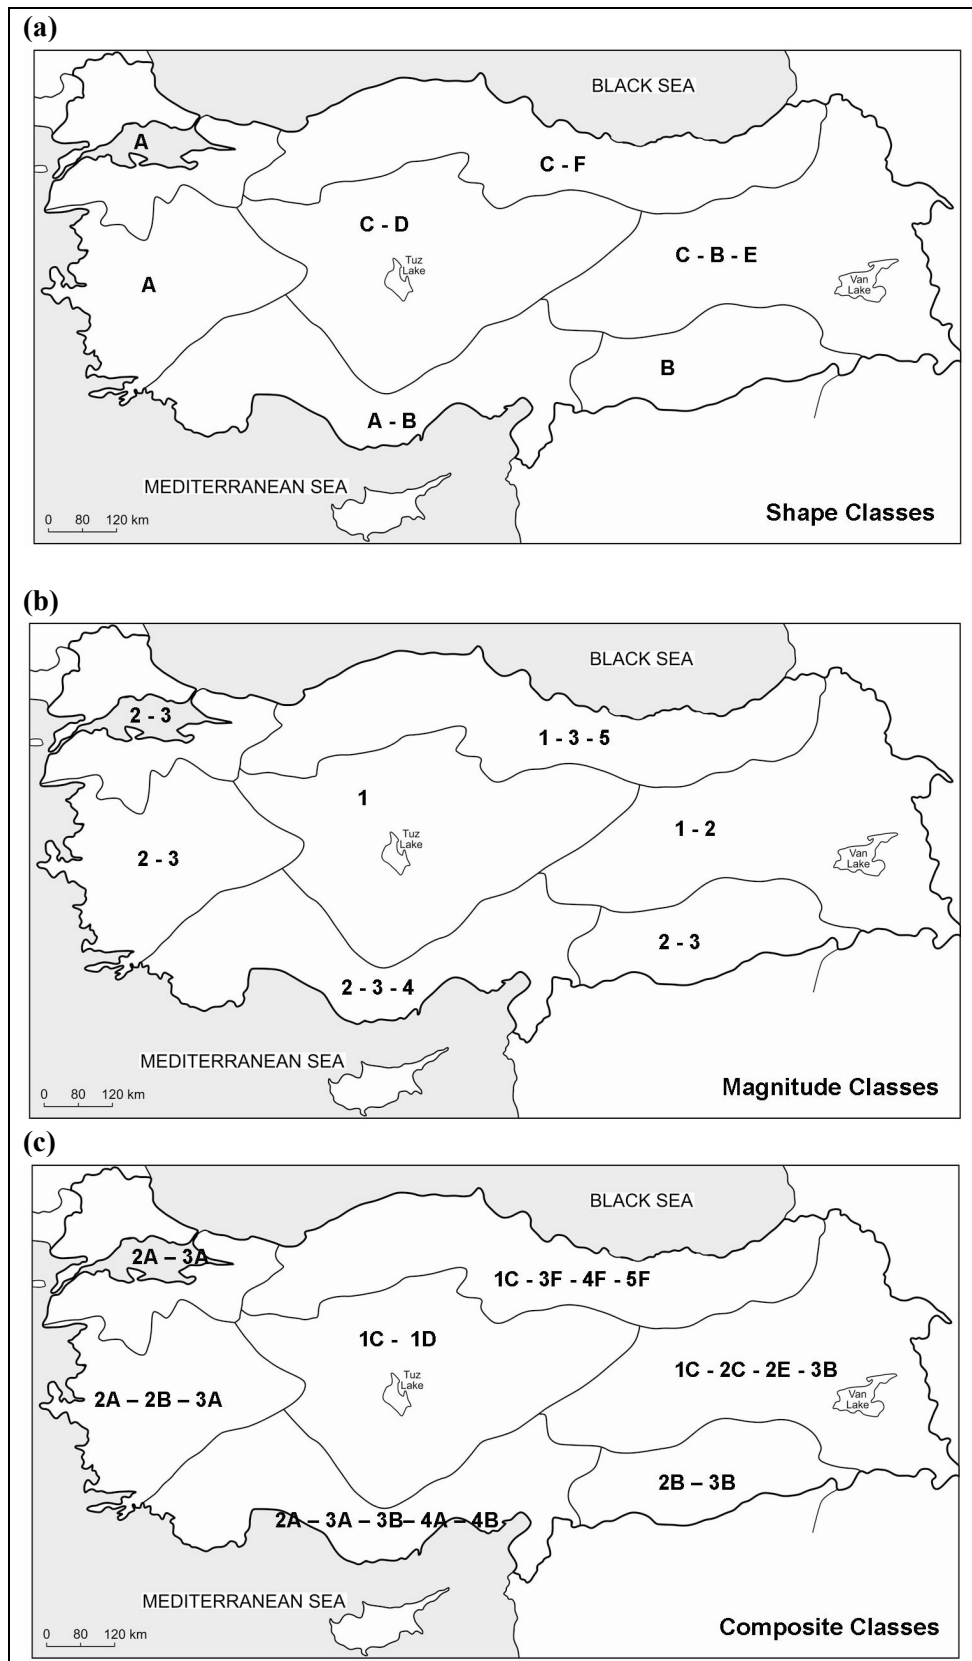 (a)
BLACK SEA
A
C - F
C - D
C - B - E
Tuz
Lake
A
Van
Lake
B
A - B
MEDITERRANEAN SEA
Shape Classes
0 80 120 km
(b)
BLACK SEA
2 - 3
1 - 3 - 5
1
1 - 2
Tuz
Lake
2 - 3
Van
Lake
2 - 3
2 - 3 - 4
MEDITERRANEAN SEA
Magnitude Classes
0 80 120 km
(c)
BLACK SEA
2A – 3A
1C - 3F - 4F - 5F
1C - 1D
1C - 2C - 2E - 3B
Tuz
Lake
2A – 2B – 3A
Van
Lake
2B – 3B
2A – 3A – 3B – 4A – 4B
MEDITERRANEAN SEA
Composite Classes
0 80 120 km